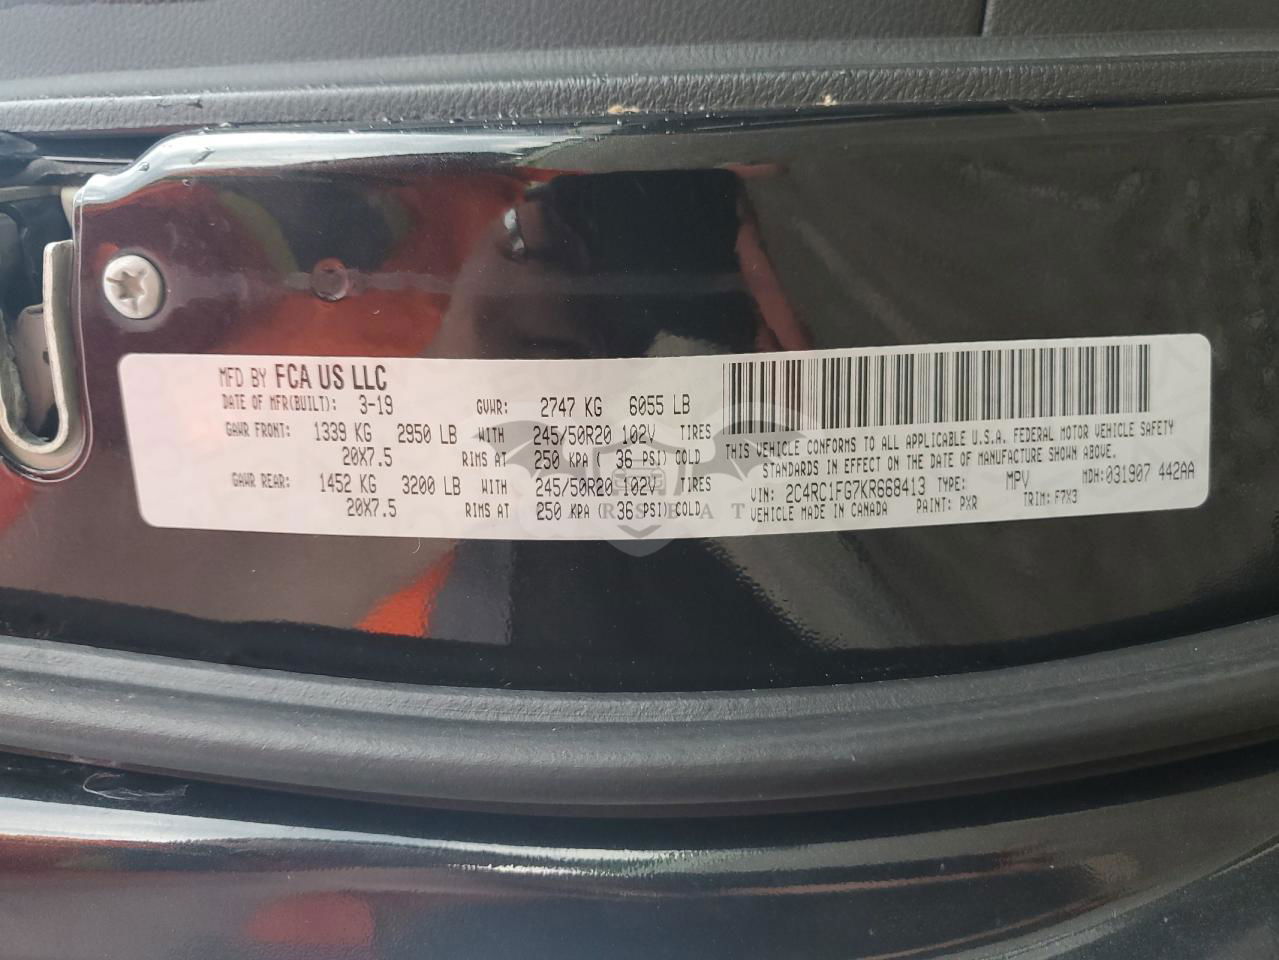 MFD BY FCA US LLC
DATE OF MFR(BUILT): 3-19 GVWR: 2747 KG 6055 LB
GAWR FRONT: 1339 KG 2950 LB WITH 245/50R20 102V TIRES
20X7.5 RIMS AT 250 KPA ( 36 PSI) COLD
GAWR REAR: 1452 KG 3200 LB WITH 245/50R20 102V TIRES
20X7.5 RIMS AT 250 KPA ( 36 PSI) COLD
THIS VEHICLE CONFORMS TO ALL APPLICABLE U.S.A. FEDERAL MOTOR VEHICLE SAFETY
STANDARDS IN EFFECT ON THE DATE OF MANUFACTURE SHOWN ABOVE.
VIN: 2C4RC1FG7KR668413 TYPE: MPV MDH:031907 442AA
VEHICLE MADE IN CANADA PAINT: PXR TRIM: F7X3